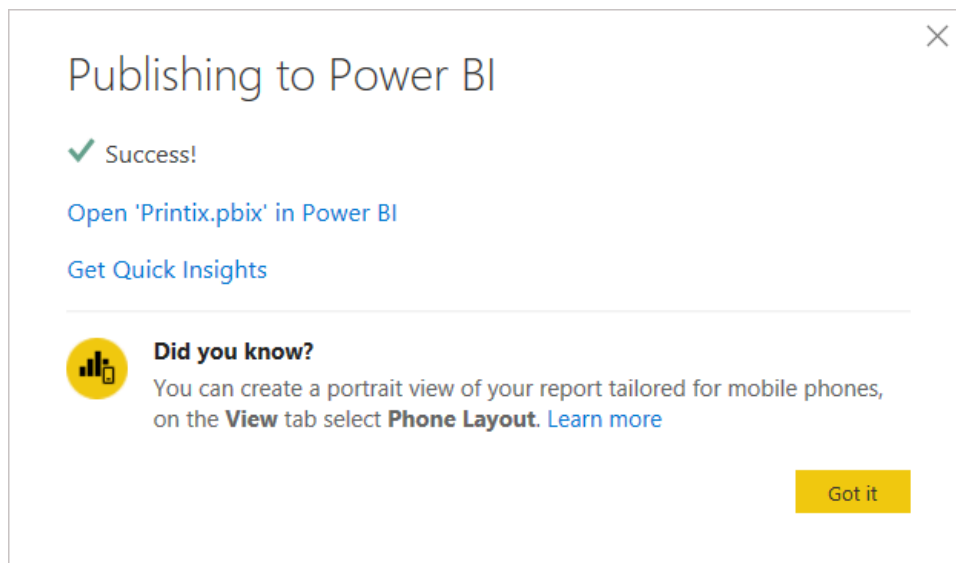 Publishing to Power BI
Success!
Open 'Printix.pbix' in Power BI
Get Quick Insights
Did you know?
You can create a portrait view of your report tailored for mobile phones,
on the View tab select Phone Layout. Learn more
Got it